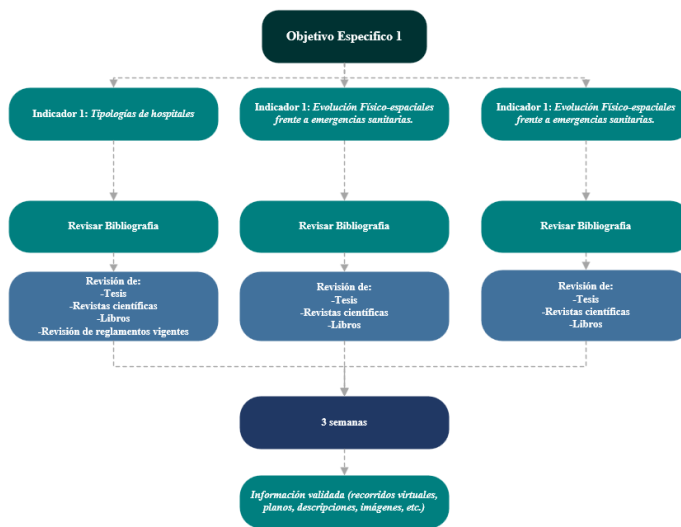 Objetivo Específico 1
Indicador 1: Tipologías de hospitales
Indicador 1: Evolución Físico-espaciales
frente a emergencias sanitarias.
Indicador 1: Evolución Físico-espaciales
frente a emergencias sanitarias.
Revisar Bibliografía
Revisar Bibliografía
Revisar Bibliografía
Revisión de:
-Tesis
-Revistas científicas
-Libros
-Revisión de reglamentos vigentes
Revisión de:
-Tesis
-Revistas científicas
-Libros
Revisión de:
-Tesis
-Revistas científicas
-Libros
3 semanas
Información validada (recorridos virtuales,
planos, descripciones, imágenes, etc.)